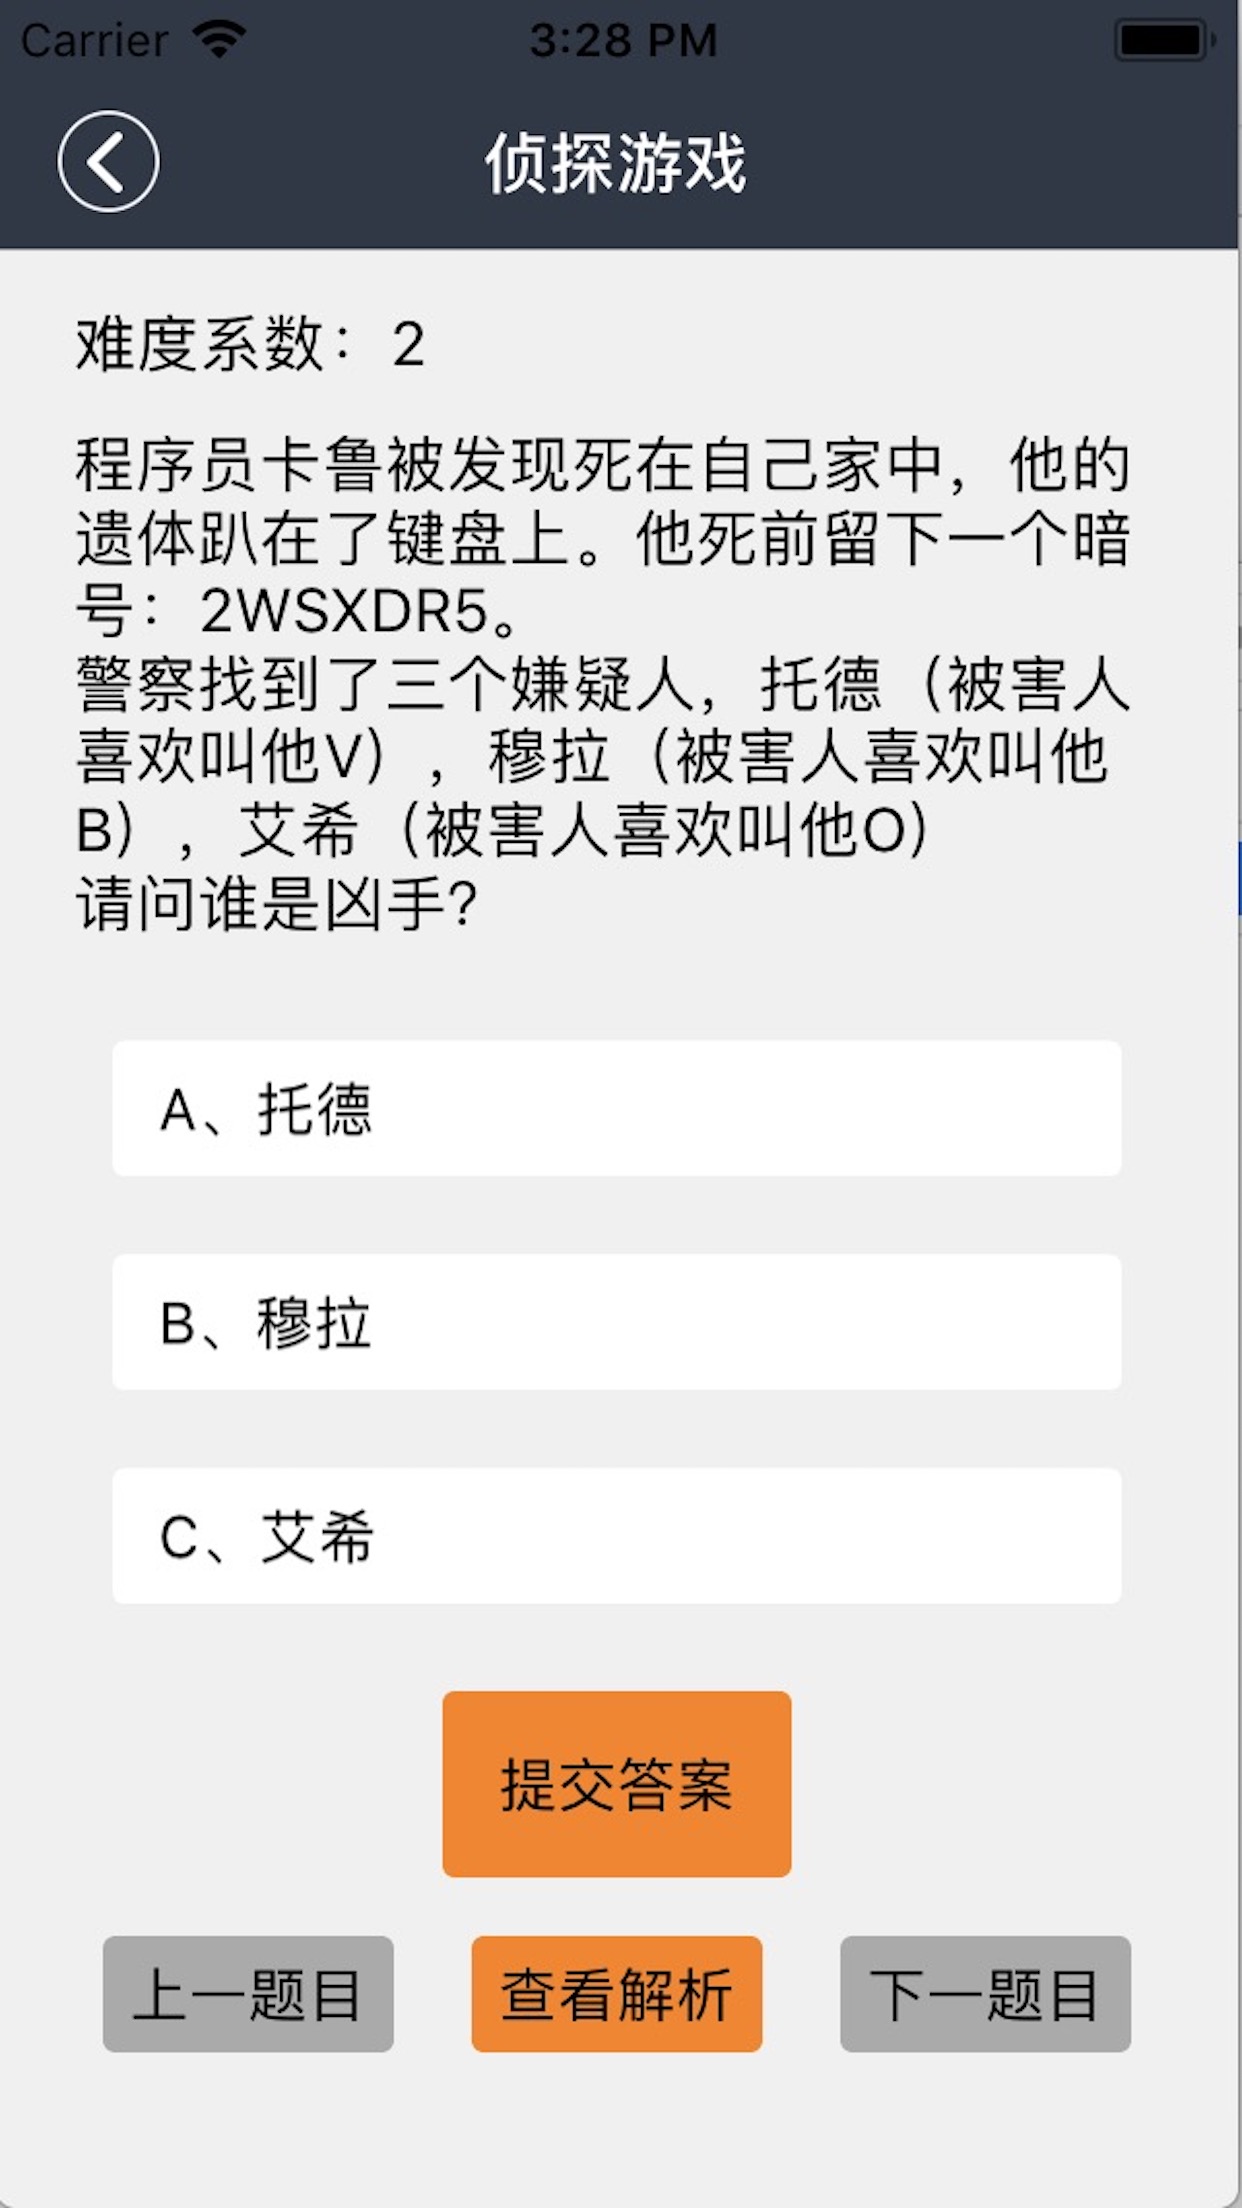 Carrier
3:28 PM
侦探游戏
难度系数：2
程序员卡鲁被发现死在自己家中，他的
遗体趴在了键盘上。他死前留下一个暗
号：2WSXDR5。
警察找到了三个嫌疑人，托德（被害人
喜欢叫他V），穆拉（被害人喜欢叫他
B），艾希（被害人喜欢叫他O）
请问谁是凶手?
A、托德
B、穆拉
C、艾希
提交答案
上一题目
查看解析
下一题目